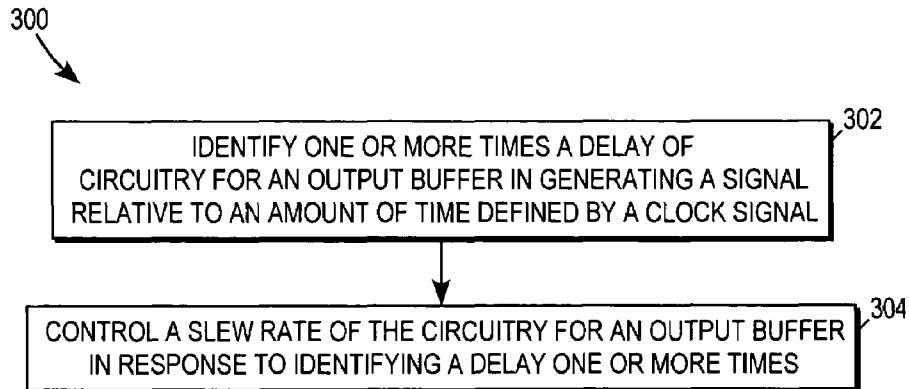 300
302
IDENTIFY ONE OR MORE TIMES A DELAY OF
CIRCUITRY FOR AN OUTPUT BUFFER IN GENERATING A SIGNAL
RELATIVE TO AN AMOUNT OF TIME DEFINED BY A CLOCK SIGNAL
304
CONTROL A SLEW RATE OF THE CIRCUITRY FOR AN OUTPUT BUFFER
IN RESPONSE TO IDENTIFYING A DELAY ONE OR MORE TIMES